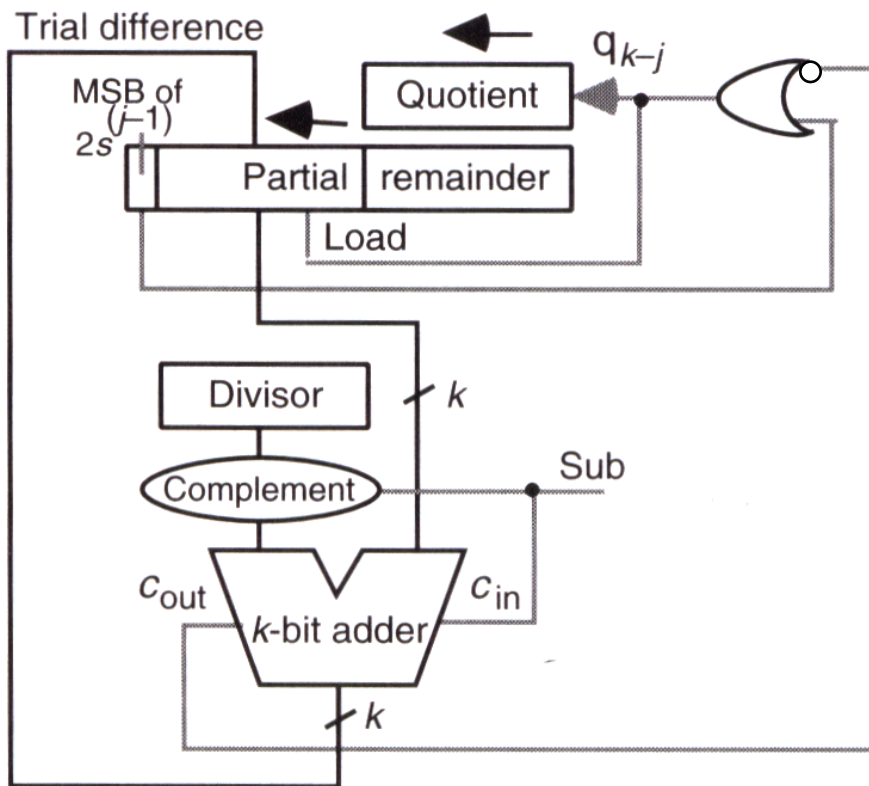 Trial difference
MSB of
2s(j–1)
qk–j
Quotient
Partial remainder
Load
Divisor
k
Complement
Sub
cout
cin
k-bit adder
k